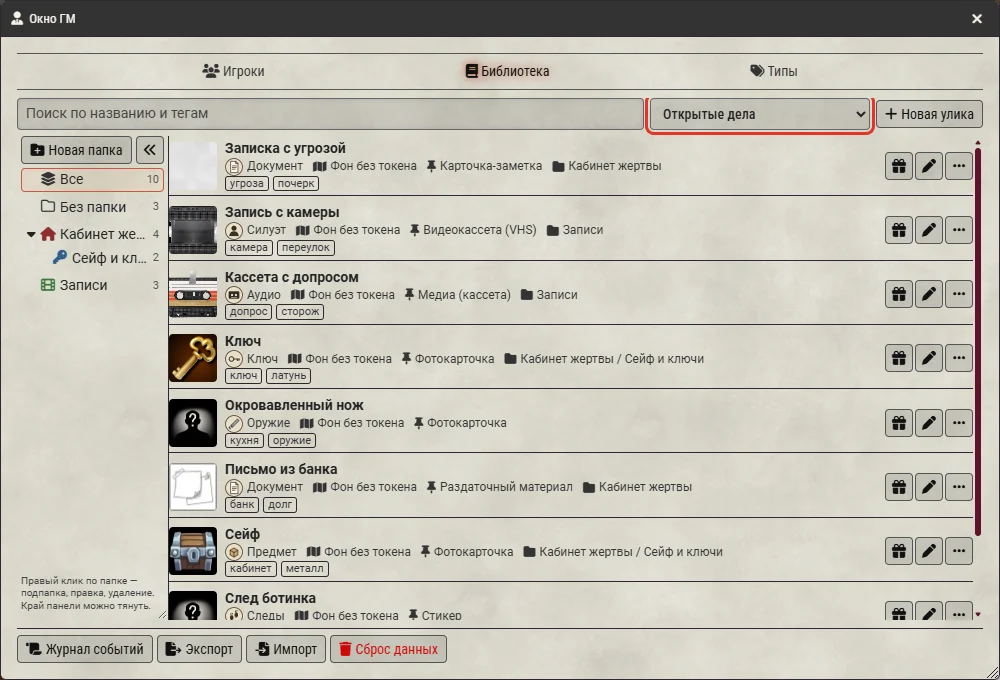 Окно ГМ
Игроки
Библиотека
Типы
Поиск по названию и тегам
Открытые дела
Новая улика
Новая папка
Все 10
Без папки 3
Кабинет же... 4
Сейф и кл... 2
Записи 3
Правый клик по папке —
подпапка, правка, удаление.
Край панели можно тянуть.
Записка с угрозой
Документ Фон без токена Карточка-заметка Кабинет жертвы
угроза почерк
Запись с камеры
Силуэт Фон без токена Видеокассета (VHS) Записи
камера переулок
Кассета с допросом
Аудио Фон без токена Медиа (кассета) Записи
допрос сторож
Ключ
Ключ Фон без токена Фотокарточка Кабинет жертвы / Сейф и ключи
ключ латунь
Окровавленный нож
Оружие Фон без токена Фотокарточка
кухня оружие
Письмо из банка
Документ Фон без токена Раздаточный материал Кабинет жертвы
банк долг
Сейф
Предмет Фон без токена Фотокарточка Кабинет жертвы / Сейф и ключи
кабинет металл
След ботинка
Следы Фон без токена Стикер
Журнал событий
Экспорт
Импорт
Сброс данных